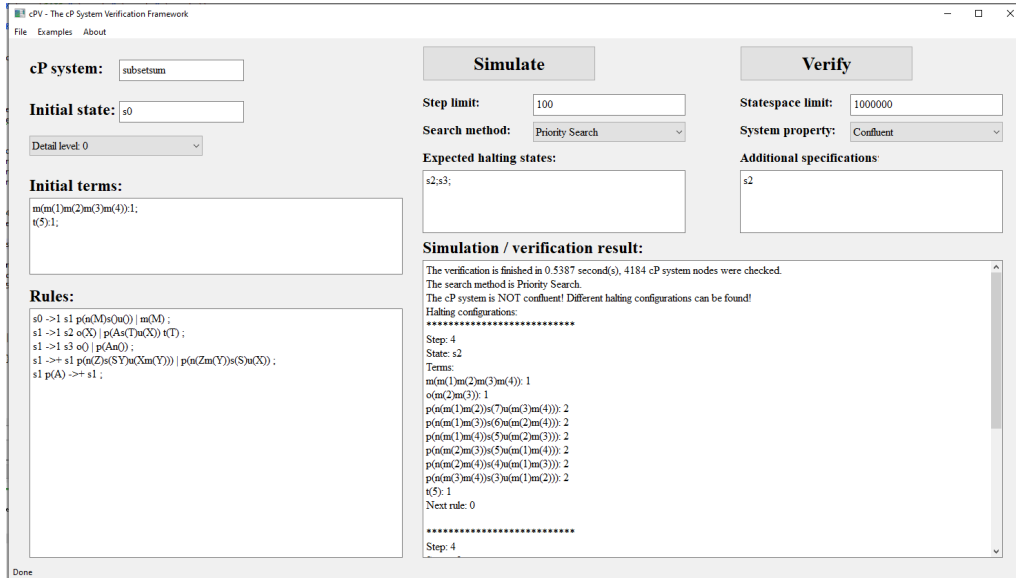 cPV - The cP System Verification Framework
File Examples About
cP system:
subsetsum
Initial state:
s0
Detail level: 0
Initial terms:
m(m(1)m(2)m(3)m(4)):1;
t(5):1;
Rules:
s0 ->1 s1 p(n(M)s()u()) | m(M) ;
s1 ->1 s2 o(X) | p(As(T)u(X)) t(T) ;
s1 ->1 s3 o() | p(An()) ;
s1 ->+ s1 p(n(Z)s(SY)u(Xm(Y))) | p(n(Zm(Y))s(S)u(X)) ;
s1 p(A) ->+ s1 ;
Simulate
Step limit:
100
Search method:
Priority Search
Expected halting states:
s2;s3;
Verify
Statespace limit:
1000000
System property:
Confluent
Additional specifications:
s2
Simulation / verification result:
The verification is finished in 0.5387 second(s), 4184 cP system nodes were checked.
The search method is Priority Search.
The cP system is NOT confluent! Different halting configurations can be found!
Halting configurations:
***************************
Step: 4
State: s2
Terms:
m(m(1)m(2)m(3)m(4)): 1
o(m(2)m(3)): 1
p(n(m(1)m(2))s(7)u(m(3)m(4))): 2
p(n(m(1)m(3))s(6)u(m(2)m(4))): 2
p(n(m(1)m(4))s(5)u(m(2)m(3))): 2
p(n(m(2)m(3))s(5)u(m(1)m(4))): 2
p(n(m(2)m(4))s(4)u(m(1)m(3))): 2
p(n(m(3)m(4))s(3)u(m(1)m(2))): 2
t(5): 1
Next rule: 0
***************************
Step: 4
Done